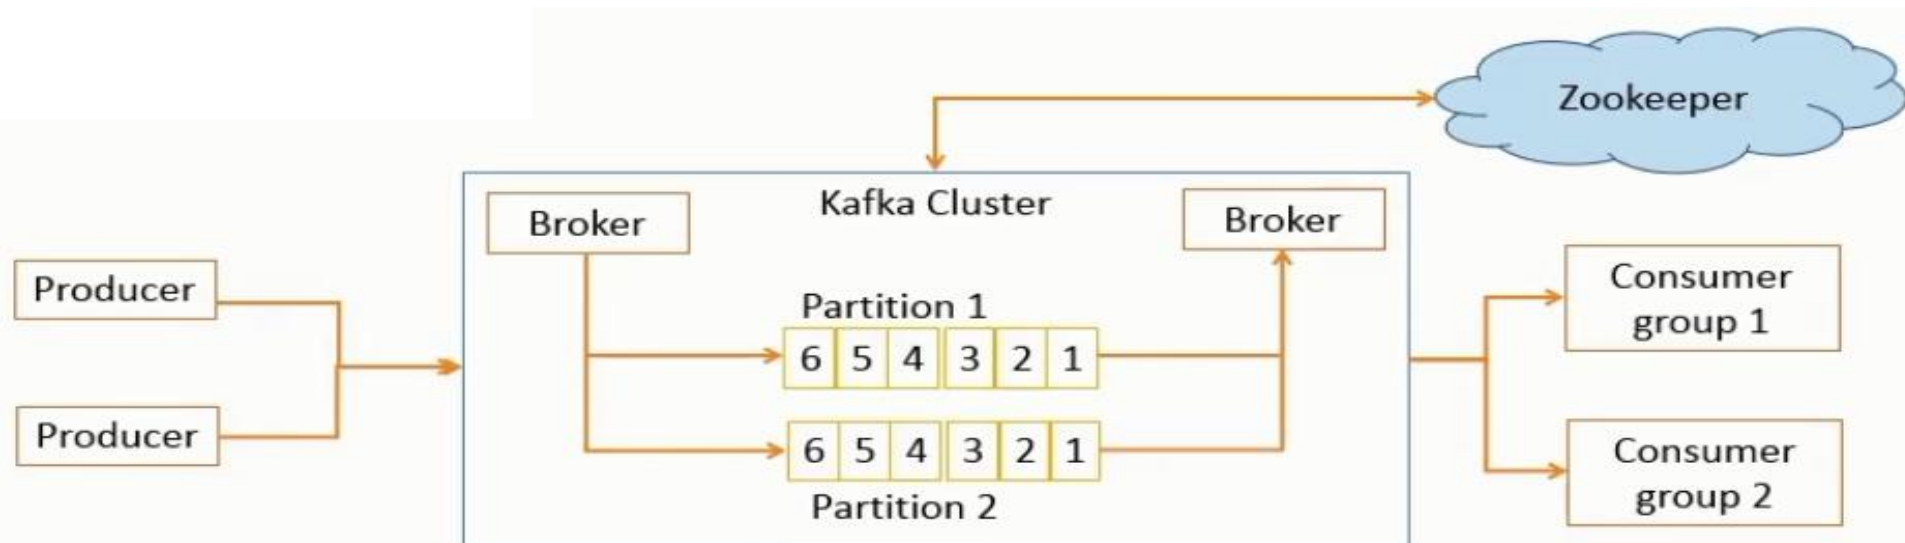 Zookeeper
Kafka Cluster
Broker
Broker
Producer
Producer
Partition 1
6 5 4 3 2 1
6 5 4 3 2 1
Partition 2
Consumer
group 1
Consumer
group 2